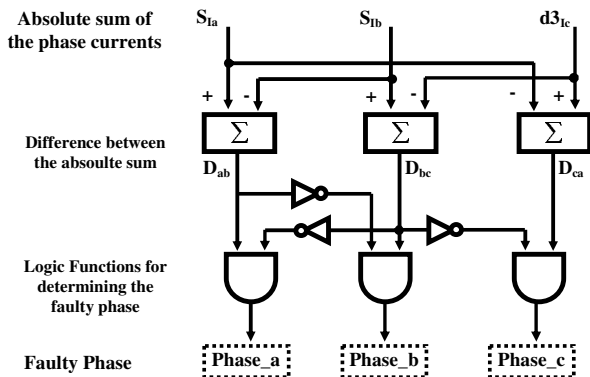 Absolute sum of
the phase currents
S_Ia
S_Ib
d3_Ic
+
-
+
-
-
+
Σ
Σ
Σ
Difference between
the absoulte sum
D_ab
D_bc
D_ca
Logic Functions for
determining the
faulty phase
Faulty Phase
Phase_a
Phase_b
Phase_c